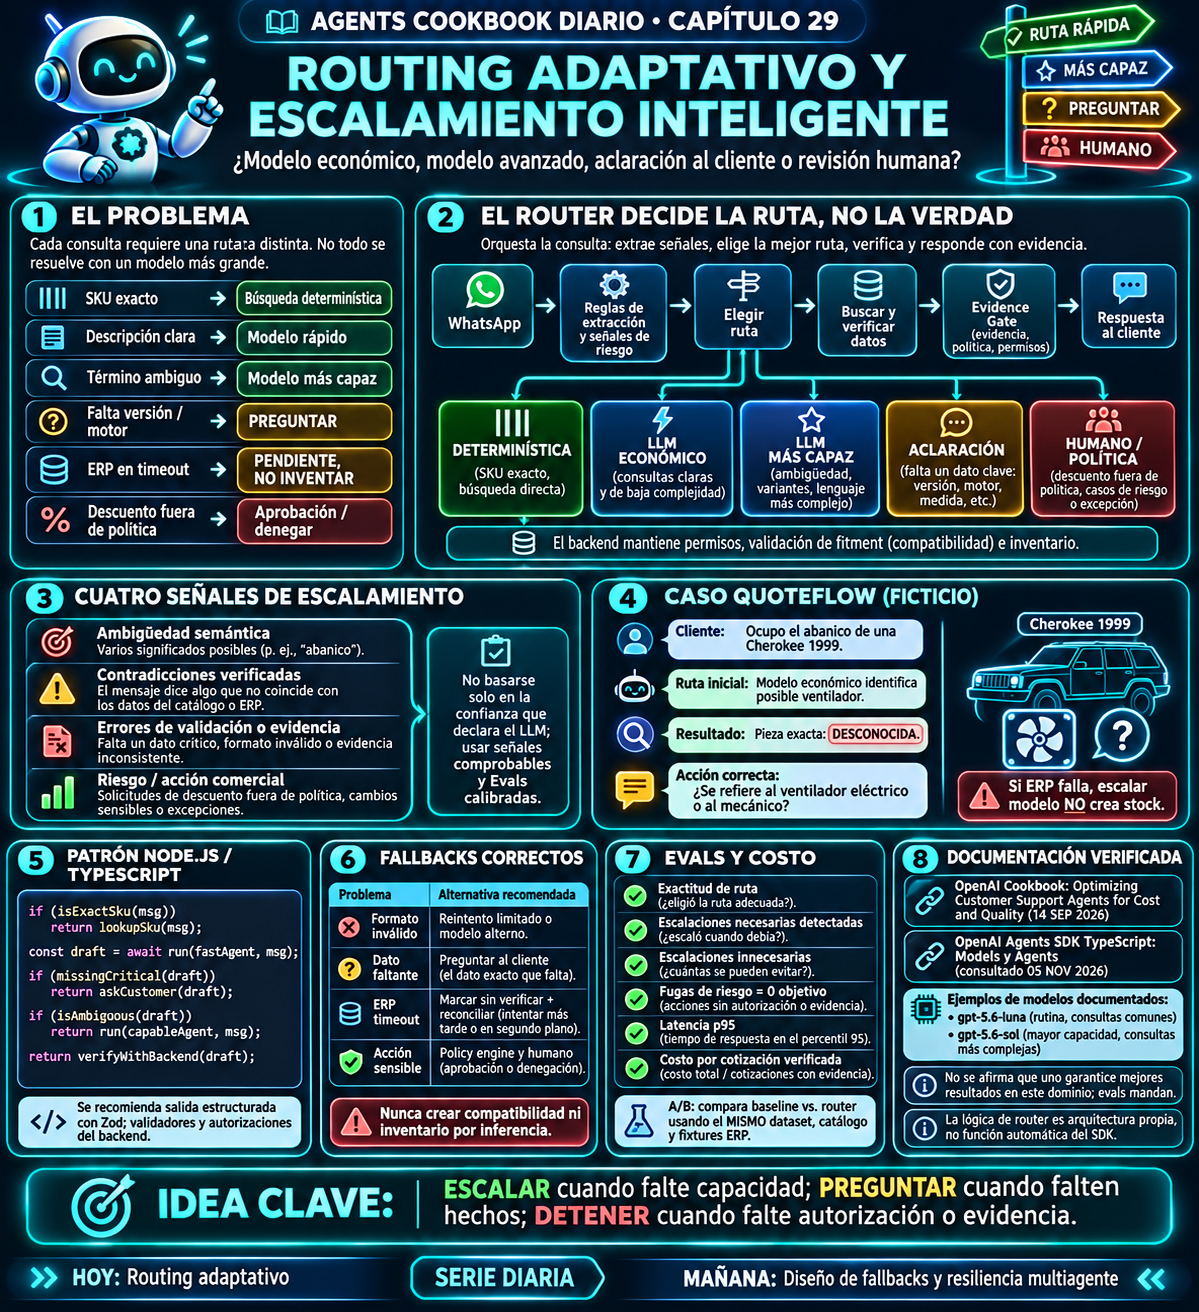 AGENTS COOKBOOK DIARIO • CAPÍTULO 29
ROUTING ADAPTATIVO Y
ESCALAMIENTO INTELIGENTE
¿Modelo económico, modelo avanzado, aclaración al cliente o revisión humana?
RUTA RÁPIDA
MÁS CAPAZ
? PREGUNTAR
HUMANO
1 EL PROBLEMA
Cada consulta requiere una ruta:a distinta. No todo se
resuelve con un modelo más grande.
SKU exacto → Búsqueda determinística
Descripción clara → Modelo rápido
Término ambiguo → Modelo más capaz
? Falta versión /
motor → PREGUNTAR
ERP en timeout → PENDIENTE,
NO INVENTAR
% Descuento fuera
de política → Aprobación /
denegar
2 EL ROUTER DECIDE LA RUTA, NO LA VERDAD
Orquesta la consulta: extrae señales, elige la mejor ruta, verifica y responde con evidencia.
WhatsApp
Reglas de
extracción
y señales de
riesgo
Elegir
ruta
Buscar y
verificar
datos
Evidence
Gate
(evidencia,
política, permisos)
Respuesta
al cliente
DETERMINÍSTICA
(SKU exacto,
búsqueda directa)
LLM
ECONÓMICO
(consultas claras
y de baja complejidad)
LLM
MÁS CAPAZ
(ambigüedad,
variantes, lenguaje
más complejo)
ACLARACIÓN
(falta un dato clave:
versión, motor,
medida, etc.)
HUMANO /
POLÍTICA
(descuento fuera de
politica, casos de riesgo
o excepción)
El backend mantiene permisos, validación de fitment (compatibilidad) e inventario.
3 CUATRO SEÑALES DE ESCALAMIENTO
Ambigüedad semántica
Varios significados posibles (p. ej., “abanico”).
Contradicciones verificadas
El mensaje dice algo que no coincide con
los datos del catálogo o ERP.
Errores de validación o evidencia
Falta un dato critico, formato inválido o evidencia
inconsistente.
Riesgo / acción comercial
Solicitudes de descuento fuera de política, cambios
sensibles o excepciones.
No basarse
solo en la
confianza que
declara el LLM;
usar señales
comprobables
y Evals
calibradas.
4 CASO QUOTEFLOW (FICTICIO)
Cliente: Ocupo el abanico de una
Cherokee 1999.
Ruta inicial: Modelo económico identifica
posible ventilador.
Resultado: Pieza exacta: DESCONOCIDA.
Acción correcta:
¿Se refiere al ventilador eléctrico
o al mecánico?
Cherokee 1999
?
Si ERP falla, escalar
modelo NO crea stock.
5 PATRÓN NODE.JS /
TYPESCRIPT
if (isExactSku(msg))
return lookupSku(msg);
const draft = await run(fastAgent, msg);
if (missingCritical(draft))
return askCustomer(draft);
if (isAmbigoous(draft))
return run(capableAgent, msg);
return verifyWithBackend(draft);
</> Se recomienda salida estructurada
con Zod; validadores y autorizaciones
del backend.
6 FALLBACKS CORRECTOS
Problema Alternativa recomendada
Formato
inválido
Reintento limitado o
modelo alterno.
? Dato
faltante
Preguntar al cliente
(el dato exacto que falta).
ERP
timeout
Marcar sin verificar +
reconciliar (intentar más
tarde o en segundo plano).
Acción
sensible
Policy engine y humano
(aprobación o denegación).
Nunca crear compatibilidad ni
inventario por inferencia.
7 EVALS Y COSTO
Exactitud de ruta
(¿eligió la ruta adecuada?).
Escalaciones necesarias detectadas
(¿escaló cuando debía?).
Escalaciones innecesarias
(¿cuántas se pueden evitar?).
Fugas de riesgo = 0 objetivo
(acciones sin autorización o evidencia).
Latencia p95
(tiempo de respuesta en el percentil 95).
Costo por cotización verificada
(costo total / cotizaciones con evidencia).
A/B: compara baseline vs. router
usando el MISMO dataset, catálogo
y fixtures ERP.
8 DOCUMENTACIÓN VERIFICADA
OpenAI Cookbook: Optimizing
Customer Support Agents for Cost
and Quality (14 SEP 2026)
OpenAI Agents SDK TypeScript:
Models y Agents
(consultado 05 NOV 2026)
Ejemplos de modelos documentados:
• gpt-5.6-luna (rutina, consultas comunes)
• gpt-5.6-sol (mayor capacidad, consultas
más complejas)
No se afirma que uno garantice mejores
resultados en este dominio; evals mandan.
La lógica de router es arquitectura propia,
no función automática del SDK.
IDEA CLAVE:
ESCALAR cuando falte capacidad; PREGUNTAR cuando falten
hechos; DETENER cuando falte autorización o evidencia.
HOY: Routing adaptativo
SERIE DIARIA
MAÑANA: Diseño de fallbacks y resiliencia multiagente